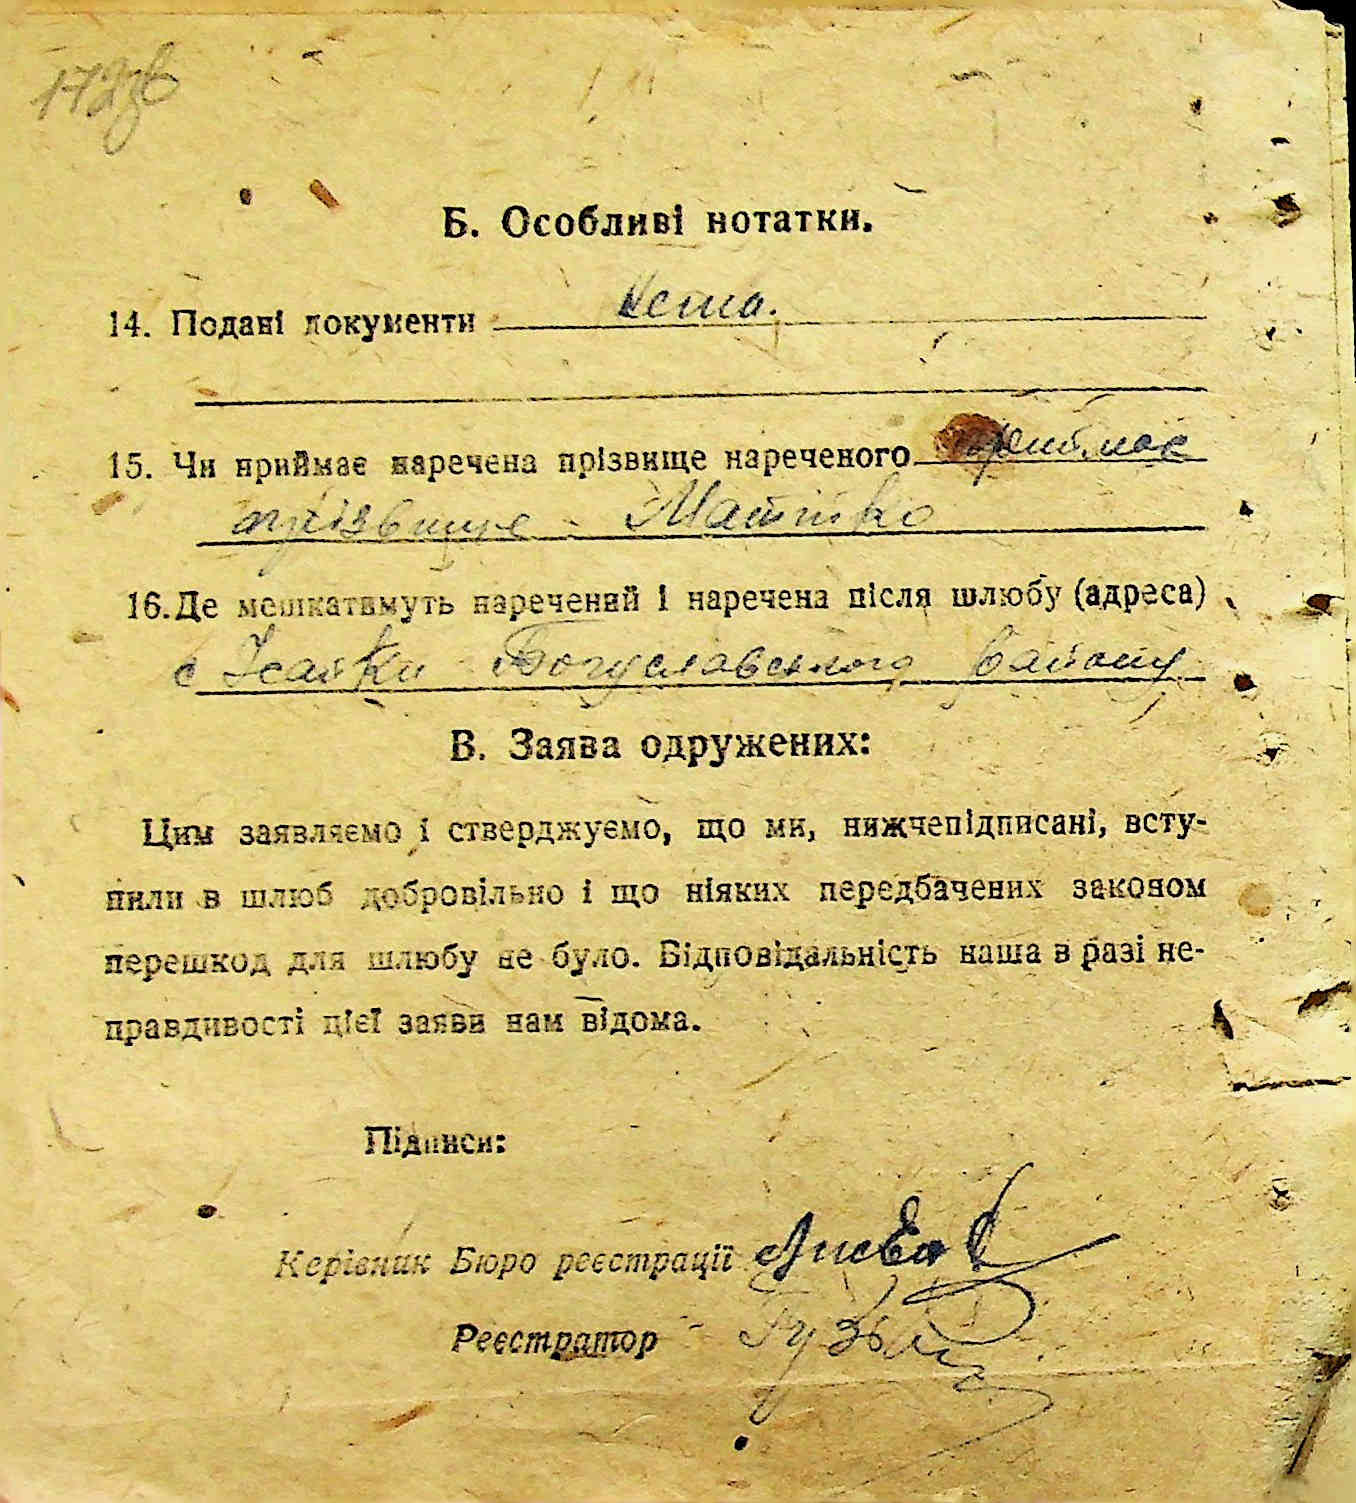 172зв
Б. Особливі нотатки.
14. Подані документи нема.
15. Чи приймає наречена прізвище нареченого приймає
прізвище - Матійко
16. Де мешкатимуть наречений і наречена після шлюбу (адреса)
с Ісайки Богуславського району
В. Заява одружених:
Цим заявляємо і стверджуємо, що ми, нижчепідписані, всту-
пили в шлюб добровільно і що ніяких передбачених законом
перешкод для шлюбу не було. Відповідальність наша в разі не-
правдивості цієї заяви нам відома.
Підписи:
Керівник Бюро реєстрації
Реєстратор